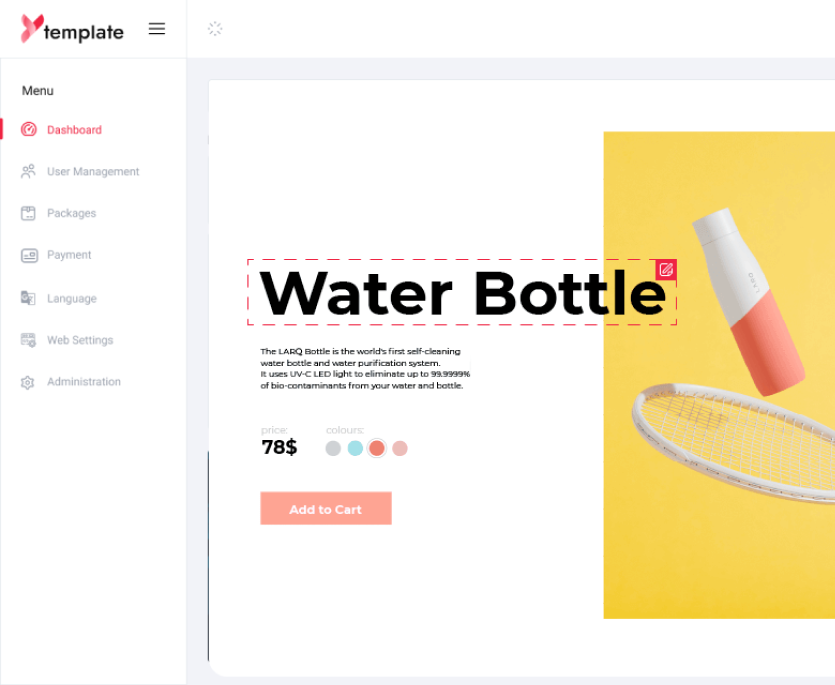 template
Menu
Dashboard
User Management
Packages
Payment
Language
Web Settings
Administration
Water Bottle
The LARQ Bottle is the world's first self-cleaning
water bottle and water purification system.
It uses UV-C LED light to eliminate up to 99.9999%
of bio-contaminants from your water and bottle.
price:
colours:
78$
Add to Cart
LARQ